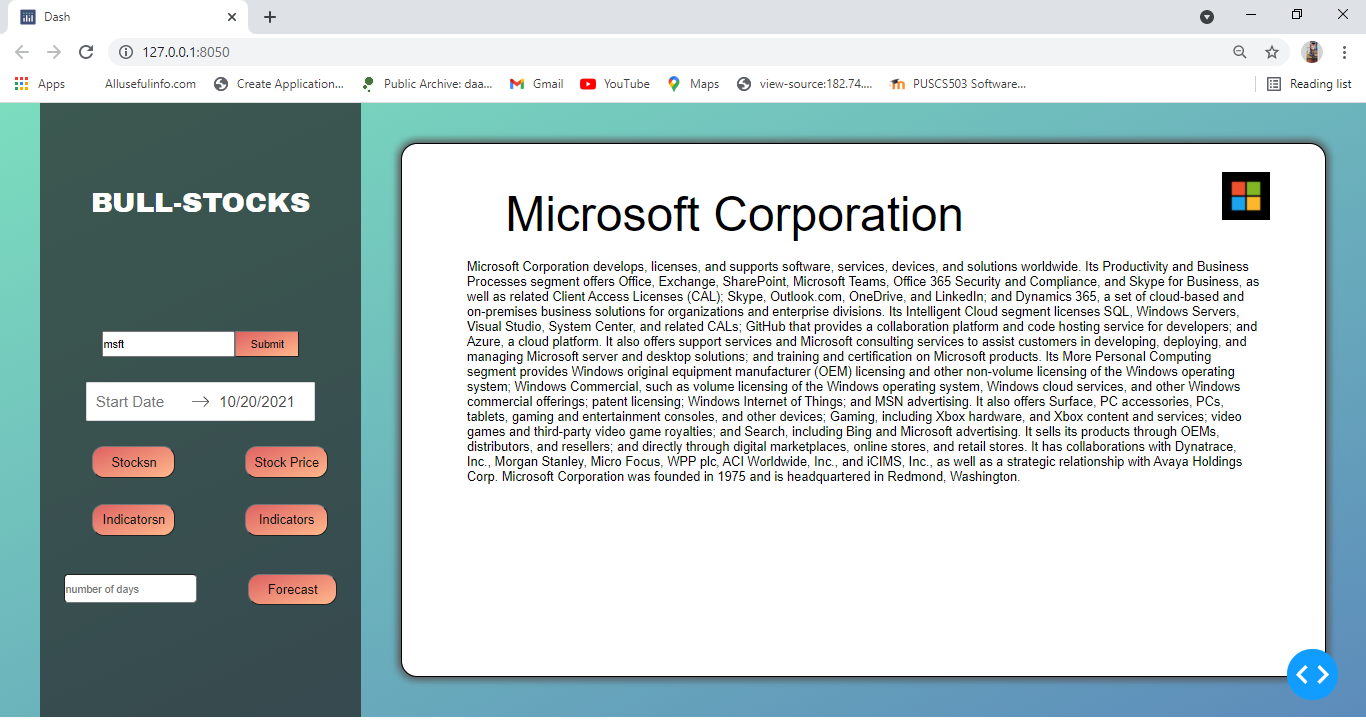 Dash
127.0.0.1:8050
Apps
Allusefulinfo.com
Create Application...
Public Archive: daa...
Gmail
YouTube
Maps
view-source:182.74....
PUSCS503 Software...
Reading list
BULL-STOCKS
msft
Submit
Start Date → 10/20/2021
Stocksn
Stock Price
Indicatorsn
Indicators
number of days
Forecast
Microsoft Corporation
Microsoft Corporation develops, licenses, and supports software, services, devices, and solutions worldwide. Its Productivity and Business
Processes segment offers Office, Exchange, SharePoint, Microsoft Teams, Office 365 Security and Compliance, and Skype for Business, as
well as related Client Access Licenses (CAL); Skype, Outlook.com, OneDrive, and LinkedIn; and Dynamics 365, a set of cloud-based and
on-premises business solutions for organizations and enterprise divisions. Its Intelligent Cloud segment licenses SQL, Windows Servers,
Visual Studio, System Center, and related CALs; GitHub that provides a collaboration platform and code hosting service for developers; and
Azure, a cloud platform. It also offers support services and Microsoft consulting services to assist customers in developing, deploying, and
managing Microsoft server and desktop solutions; and training and certification on Microsoft products. Its More Personal Computing
segment provides Windows original equipment manufacturer (OEM) licensing and other non-volume licensing of the Windows operating
system; Windows Commercial, such as volume licensing of the Windows operating system, Windows cloud services, and other Windows
commercial offerings; patent licensing; Windows Internet of Things; and MSN advertising. It also offers Surface, PC accessories, PCs,
tablets, gaming and entertainment consoles, and other devices; Gaming, including Xbox hardware, and Xbox content and services; video
games and third-party video game royalties; and Search, including Bing and Microsoft advertising. It sells its products through OEMs,
distributors, and resellers; and directly through digital marketplaces, online stores, and retail stores. It has collaborations with Dynatrace,
Inc., Morgan Stanley, Micro Focus, WPP plc, ACI Worldwide, Inc., and iCIMS, Inc., as well as a strategic relationship with Avaya Holdings
Corp. Microsoft Corporation was founded in 1975 and is headquartered in Redmond, Washington.